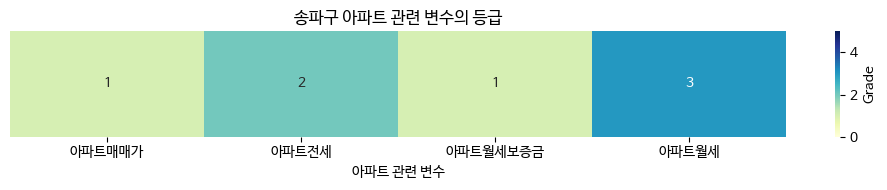 송파구 아파트 관련 변수의 등급
1 2 1 3
아파트매매가 아파트전세 아파트월세보증금 아파트월세
아파트 관련 변수
4
2
0
Grade